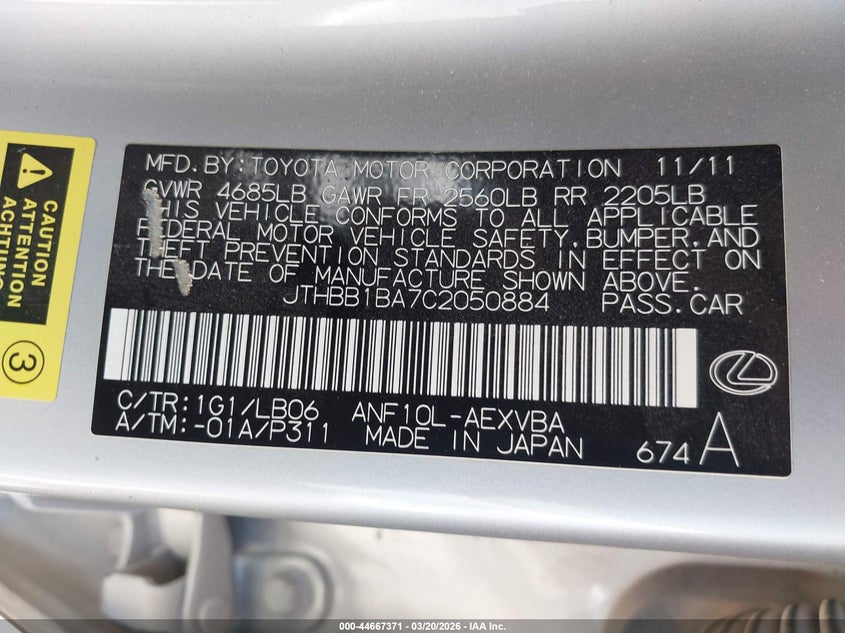 MFD. BY: TOYOTA MOTOR CORPORATION 11/11
GVWR 4685LB GAWR FR 2560LB RR 2205LB
THIS VEHICLE CONFORMS TO ALL APPLICABLE
FEDERAL MOTOR VEHICLE SAFETY, BUMPER, AND
THEFT PREVENTION STANDARDS IN EFFECT ON
THE DATE OF MANUFACTURE SHOWN ABOVE.
JTHBB1BA7C2050884 PASS.CAR
C/TR:1G1/LB06 ANF10L-AEXVBA
A/TM:-01A/P311 MADE IN JAPAN 674 A
CAUTION
ATTENTION
ACHTUNG
3
000-44667371 - 03/20/2026 - IAA Inc.